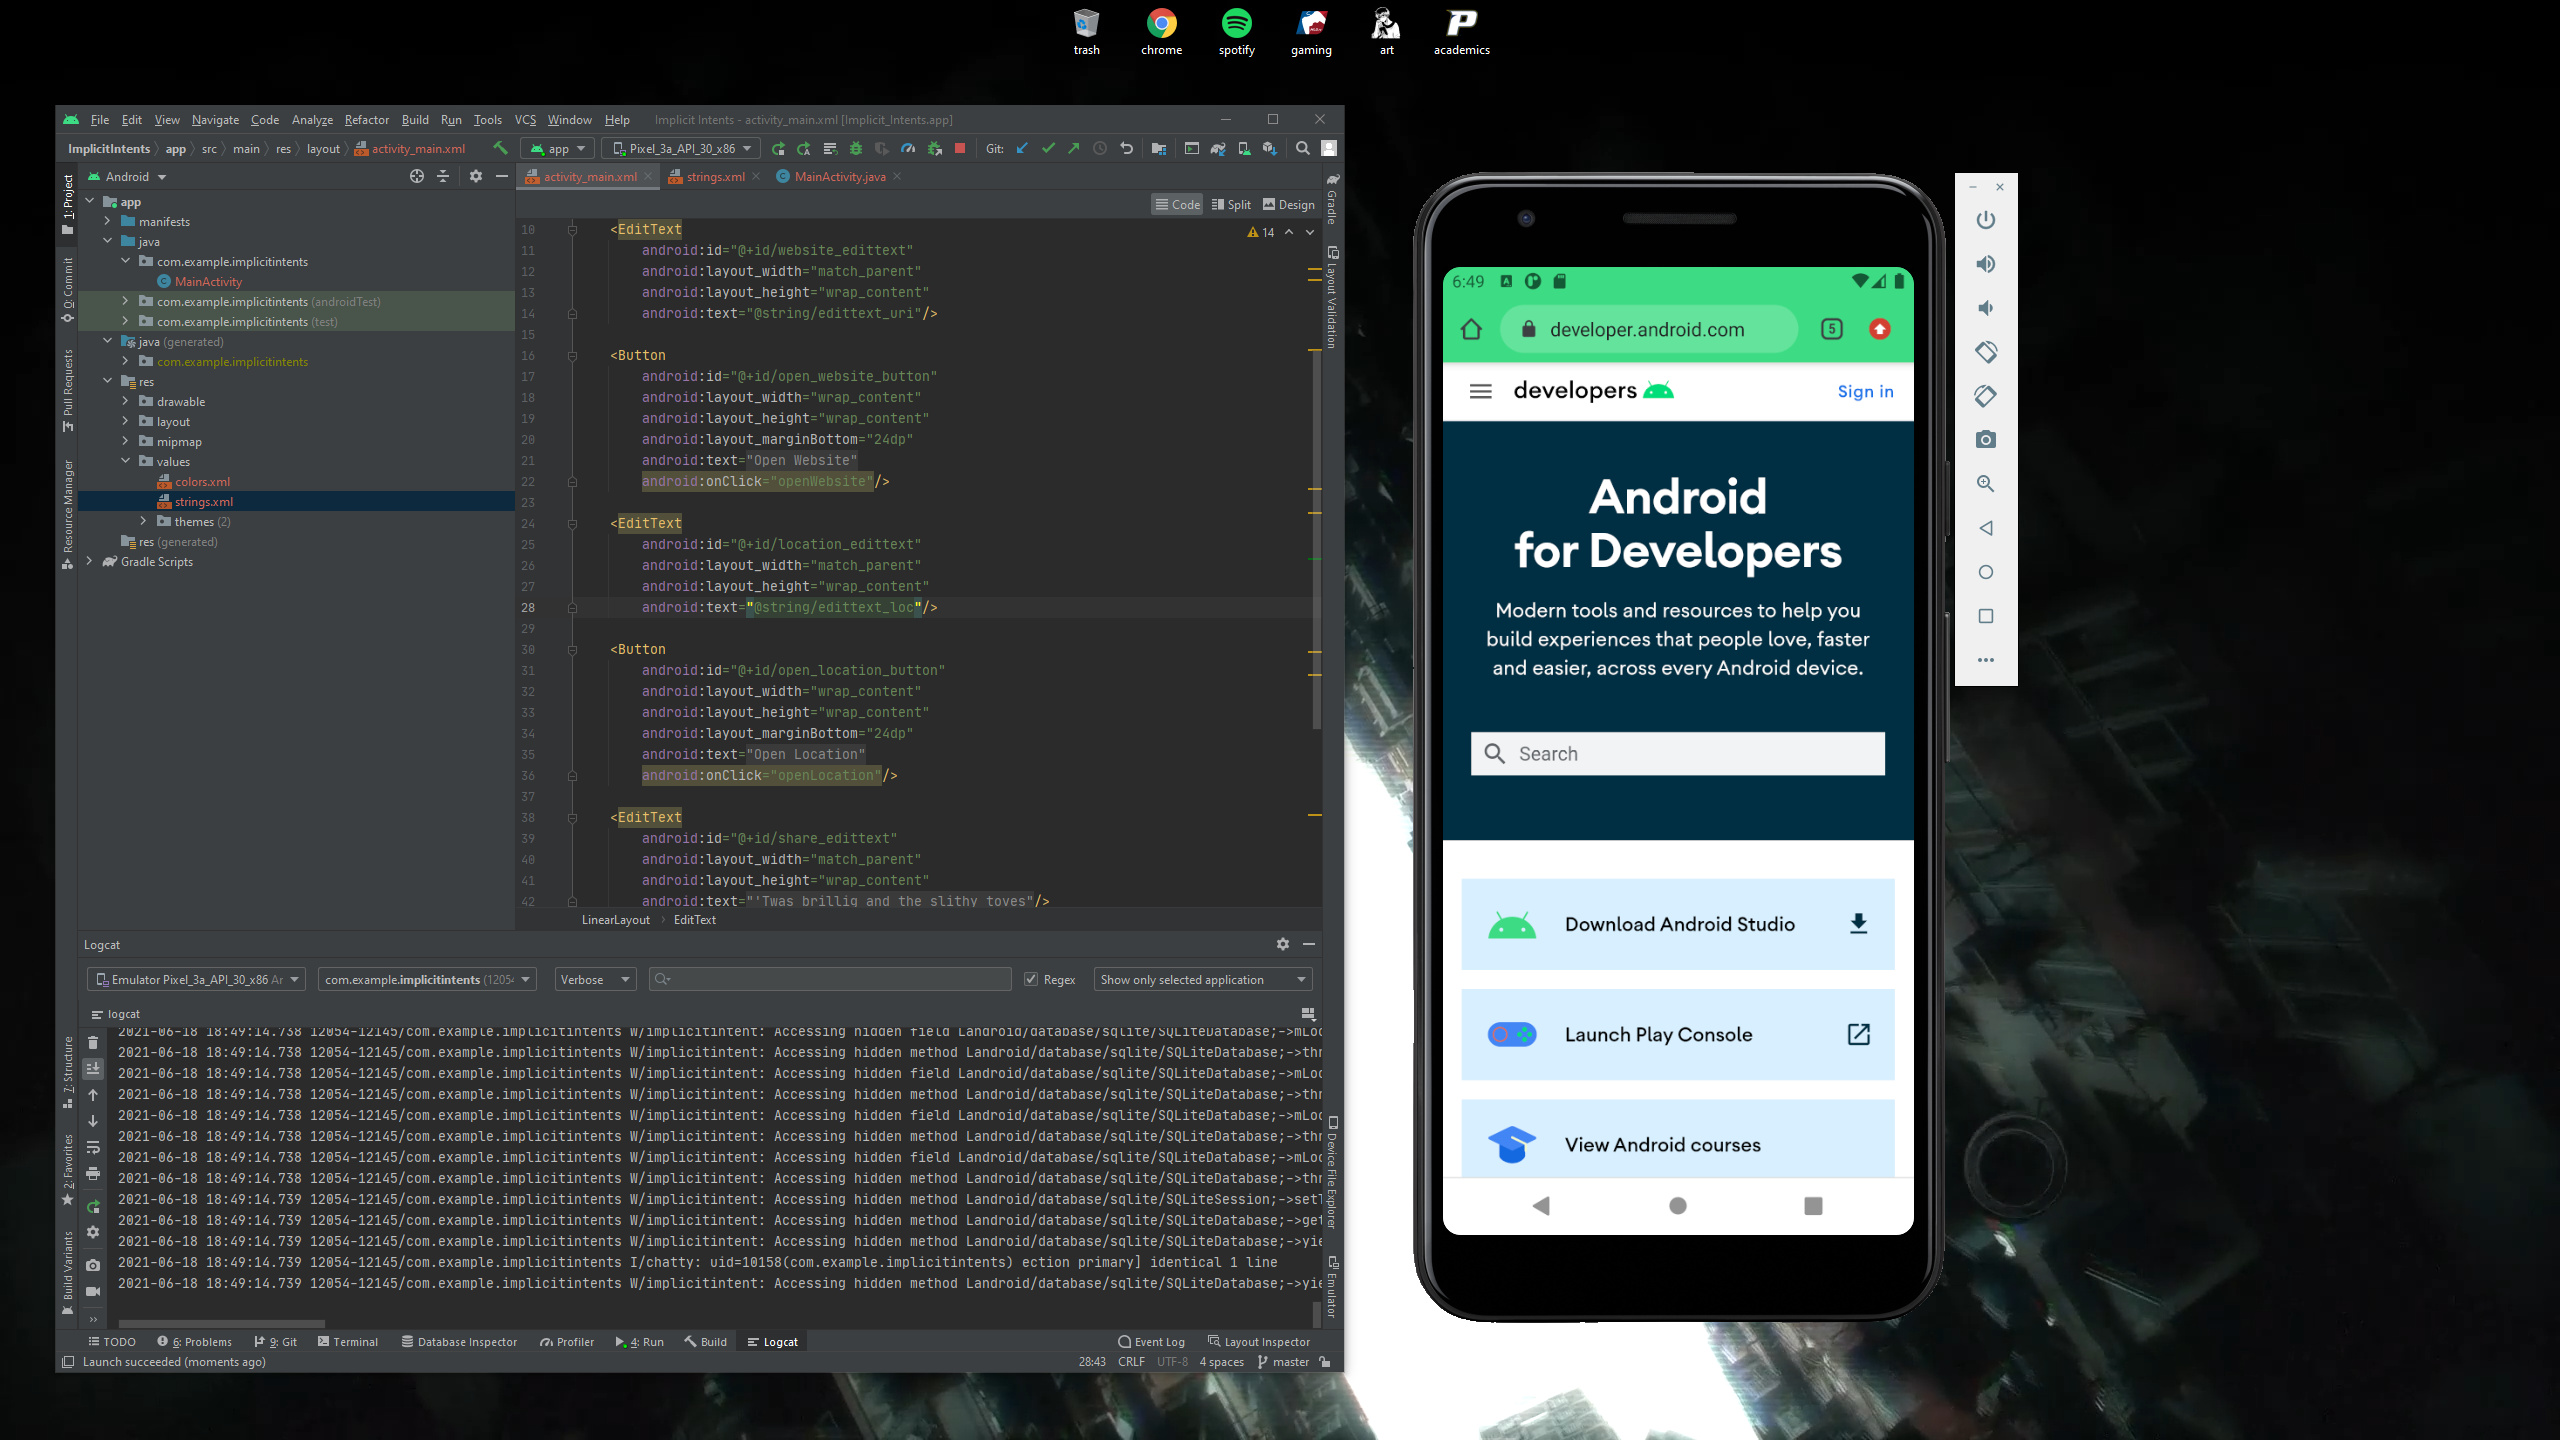 trash
chrome
spotify
gaming
art
academics
File Edit View Navigate Code Analyze Refactor Build Run Tools VCS Window Help Implicit Intents - activity_main.xml [Implicit_Intents.app]
ImplicitIntents app src main res layout activity_main.xml app Pixel_3a_API_30_x86 Git:
Android
activity_main.xml strings.xml MainActivity.java
Code Split Design
1: Project
0: Commit
Pull Requests
Resource Manager
7: Structure
2: Favorites
Build Variants
Gradle
Layout Validation
Device File Explorer
Emulator
app
manifests
java
com.example.implicitintents
MainActivity
com.example.implicitintents (androidTest)
com.example.implicitintents (test)
java (generated)
com.example.implicitintents
res
drawable
layout
mipmap
values
colors.xml
strings.xml
themes (2)
res (generated)
Gradle Scripts
14
10 <EditText
11 android:id="@+id/website_edittext"
12 android:layout_width="match_parent"
13 android:layout_height="wrap_content"
14 android:text="@string/edittext_uri"/>
15
16 <Button
17 android:id="@+id/open_website_button"
18 android:layout_width="wrap_content"
19 android:layout_height="wrap_content"
20 android:layout_marginBottom="24dp"
21 android:text="Open Website"
22 android:onClick="openWebsite"/>
23
24 <EditText
25 android:id="@+id/location_edittext"
26 android:layout_width="match_parent"
27 android:layout_height="wrap_content"
28 android:text="@string/edittext_loc"/>
29
30 <Button
31 android:id="@+id/open_location_button"
32 android:layout_width="wrap_content"
33 android:layout_height="wrap_content"
34 android:layout_marginBottom="24dp"
35 android:text="Open Location"
36 android:onClick="openLocation"/>
37
38 <EditText
39 android:id="@+id/share_edittext"
40 android:layout_width="match_parent"
41 android:layout_height="wrap_content"
42 android:text="'Twas brillig and the slithy toves"/>
LinearLayout EditText
Logcat
Emulator Pixel_3a_API_30_x86 Ar com.example.implicitintents (12054 Verbose Regex Show only selected application
logcat
2021-06-18 18:49:14.738 12054-12145/com.example.implicitintents W/implicitintent: Accessing hidden field Landroid/database/sqlite/SQLiteDatabase;->mLoc
2021-06-18 18:49:14.738 12054-12145/com.example.implicitintents W/implicitintent: Accessing hidden method Landroid/database/sqlite/SQLiteDatabase;->thr
2021-06-18 18:49:14.738 12054-12145/com.example.implicitintents W/implicitintent: Accessing hidden field Landroid/database/sqlite/SQLiteDatabase;->mLoc
2021-06-18 18:49:14.738 12054-12145/com.example.implicitintents W/implicitintent: Accessing hidden method Landroid/database/sqlite/SQLiteDatabase;->thr
2021-06-18 18:49:14.738 12054-12145/com.example.implicitintents W/implicitintent: Accessing hidden field Landroid/database/sqlite/SQLiteDatabase;->mLoc
2021-06-18 18:49:14.738 12054-12145/com.example.implicitintents W/implicitintent: Accessing hidden method Landroid/database/sqlite/SQLiteDatabase;->thr
2021-06-18 18:49:14.738 12054-12145/com.example.implicitintents W/implicitintent: Accessing hidden field Landroid/database/sqlite/SQLiteDatabase;->mLoc
2021-06-18 18:49:14.738 12054-12145/com.example.implicitintents W/implicitintent: Accessing hidden method Landroid/database/sqlite/SQLiteDatabase;->thr
2021-06-18 18:49:14.739 12054-12145/com.example.implicitintents W/implicitintent: Accessing hidden method Landroid/database/sqlite/SQLiteSession;->setT
2021-06-18 18:49:14.739 12054-12145/com.example.implicitintents W/implicitintent: Accessing hidden method Landroid/database/sqlite/SQLiteDatabase;->get
2021-06-18 18:49:14.739 12054-12145/com.example.implicitintents W/implicitintent: Accessing hidden method Landroid/database/sqlite/SQLiteDatabase;->yie
2021-06-18 18:49:14.739 12054-12145/com.example.implicitintents I/chatty: uid=10158(com.example.implicitintents) ection primary] identical 1 line
2021-06-18 18:49:14.739 12054-12145/com.example.implicitintents W/implicitintent: Accessing hidden method Landroid/database/sqlite/SQLiteDatabase;->yie
TODO 6: Problems 9: Git Terminal Database Inspector Profiler 4: Run Build Logcat Event Log Layout Inspector
Launch succeeded (moments ago) 28:43 CRLF UTF-8 4 spaces master
6:49
developer.android.com 5
developers Sign in
Android
for Developers
Modern tools and resources to help you
build experiences that people love, faster
and easier, across every Android device.
Search
Download Android Studio
Launch Play Console
View Android courses